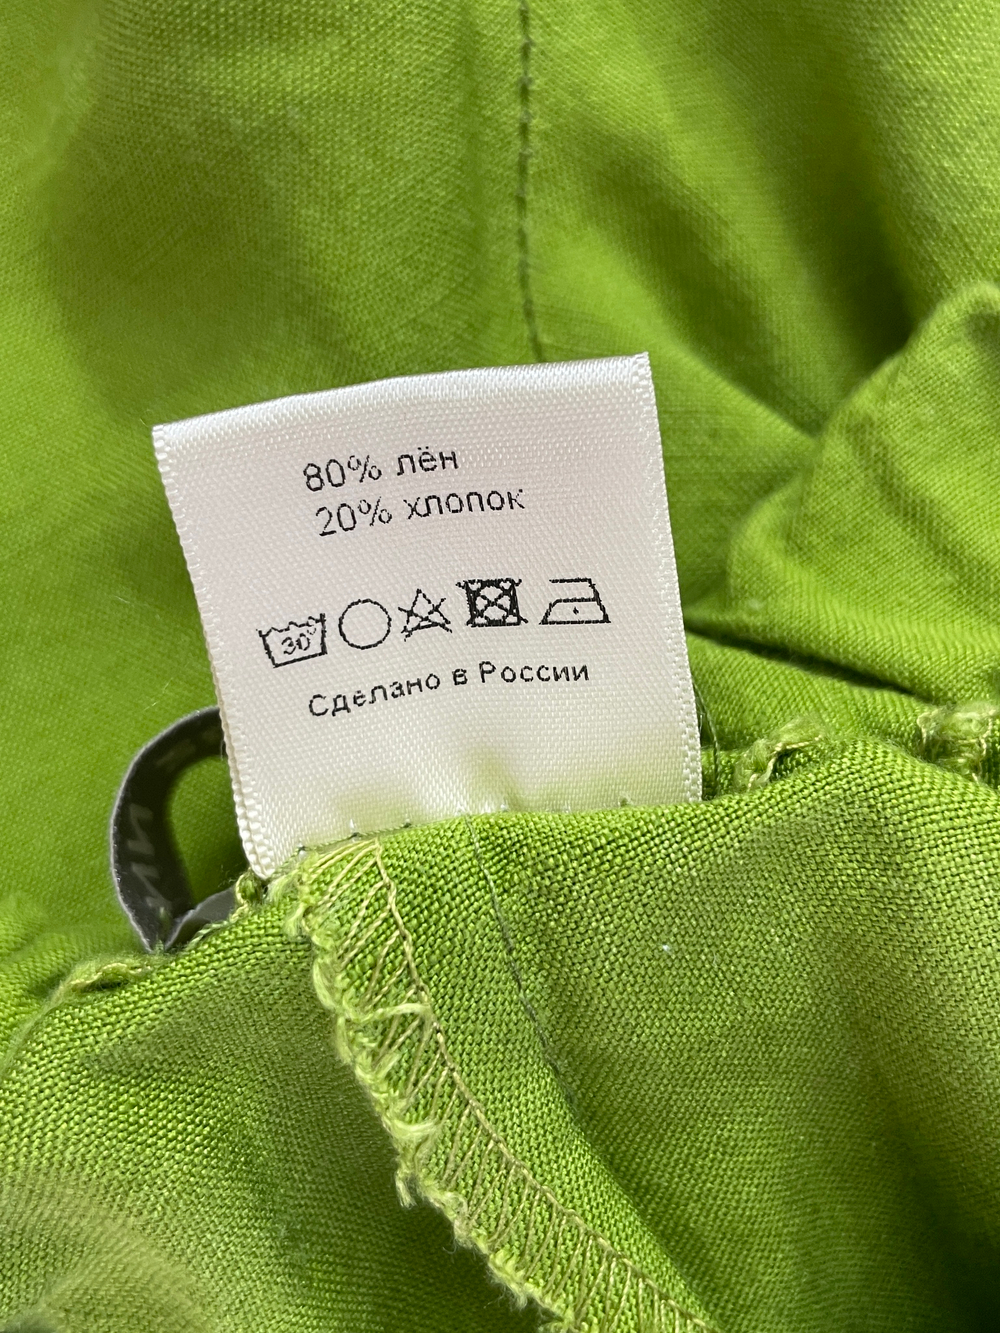 80% лён
20% хлопок
30°
Сделано в России